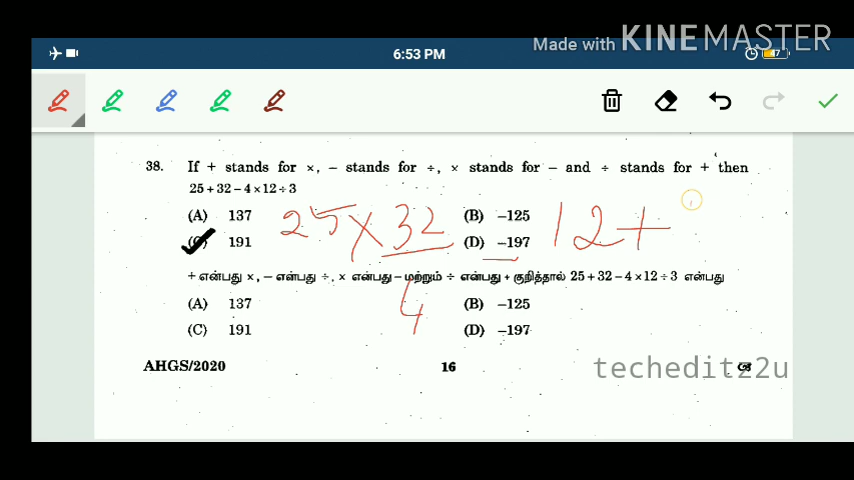 Made with KINEMASTER
6:53 PM
47
38. If + stands for ×, − stands for ÷, × stands for − and ÷ stands for + then
25 + 32 − 4 × 12 ÷ 3
(A) 137 (B) −125
(C) 191 (D) −197
25 × 32 12 +
4
+ என்பது ×, − என்பது ÷, × என்பது − மற்றும் ÷ என்பது + குறித்தால் 25 + 32 − 4 × 12 ÷ 3 என்பது
(A) 137 (B) −125
(C) 191 (D) −197
AHGS/2020 16
techeditz2u